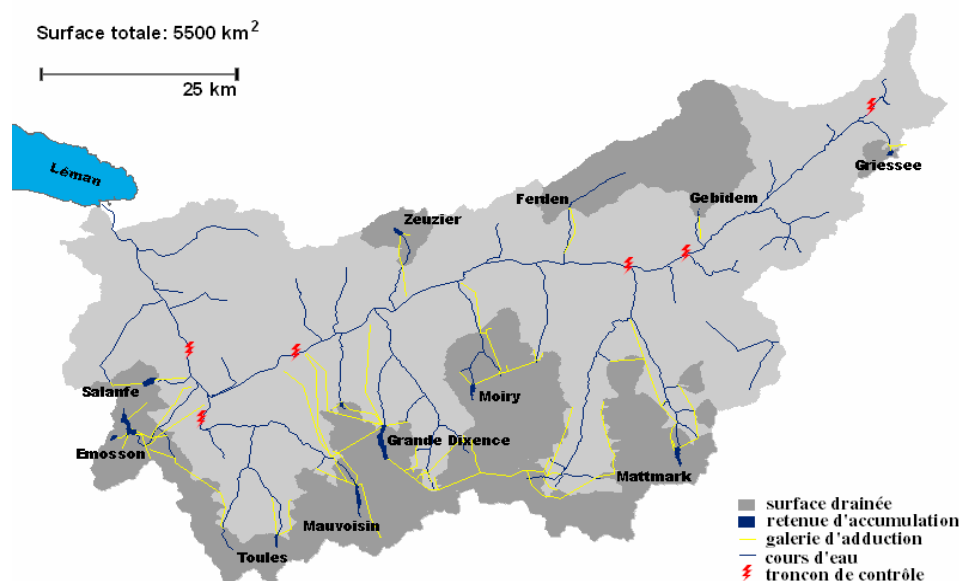 Surface totale: 5500 km²
25 km
Léman
Griessee
Ferden
Gebidem
Zeuzier
Salanfe
Moiry
Grande Dixence
Emosson
Mattmark
Mauvoisin
Toules
surface drainée
retenue d'accumulation
galerie d'adduction
cours d'eau
tronçon de contrôle